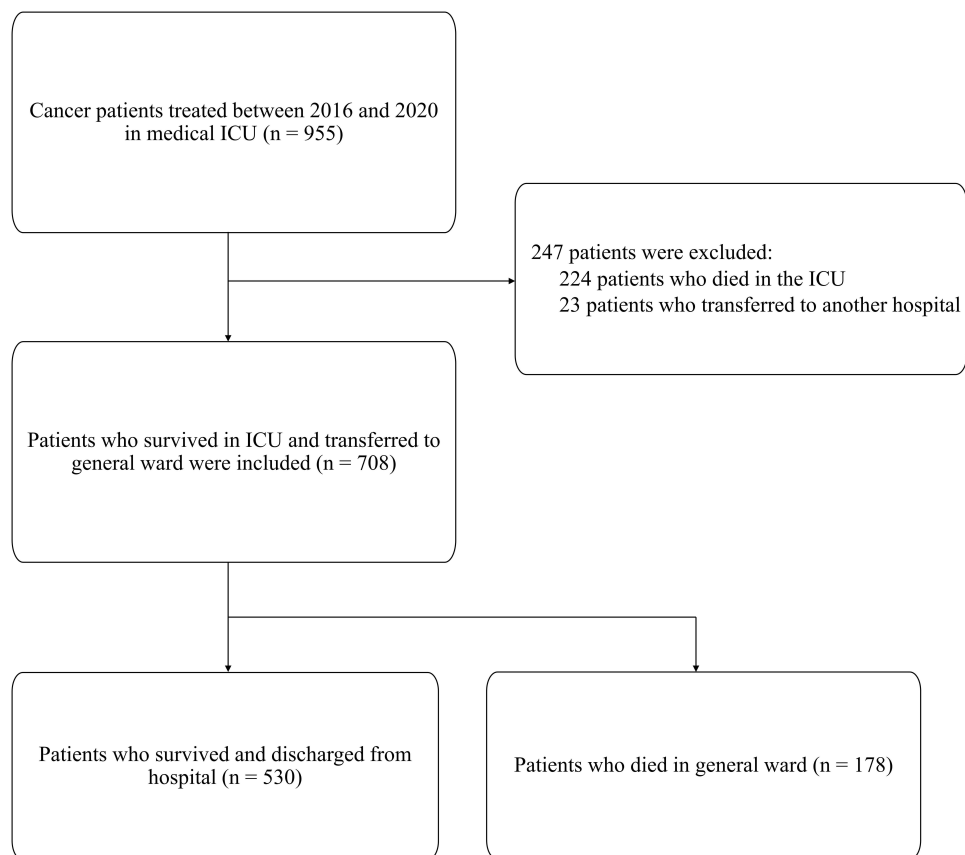 Cancer patients treated between 2016 and 2020
in medical ICU (n = 955)
247 patients were excluded:
224 patients who died in the ICU
23 patients who transferred to another hospital
Patients who survived in ICU and transferred to
general ward were included (n = 708)
Patients who survived and discharged from
hospital (n = 530)
Patients who died in general ward (n = 178)